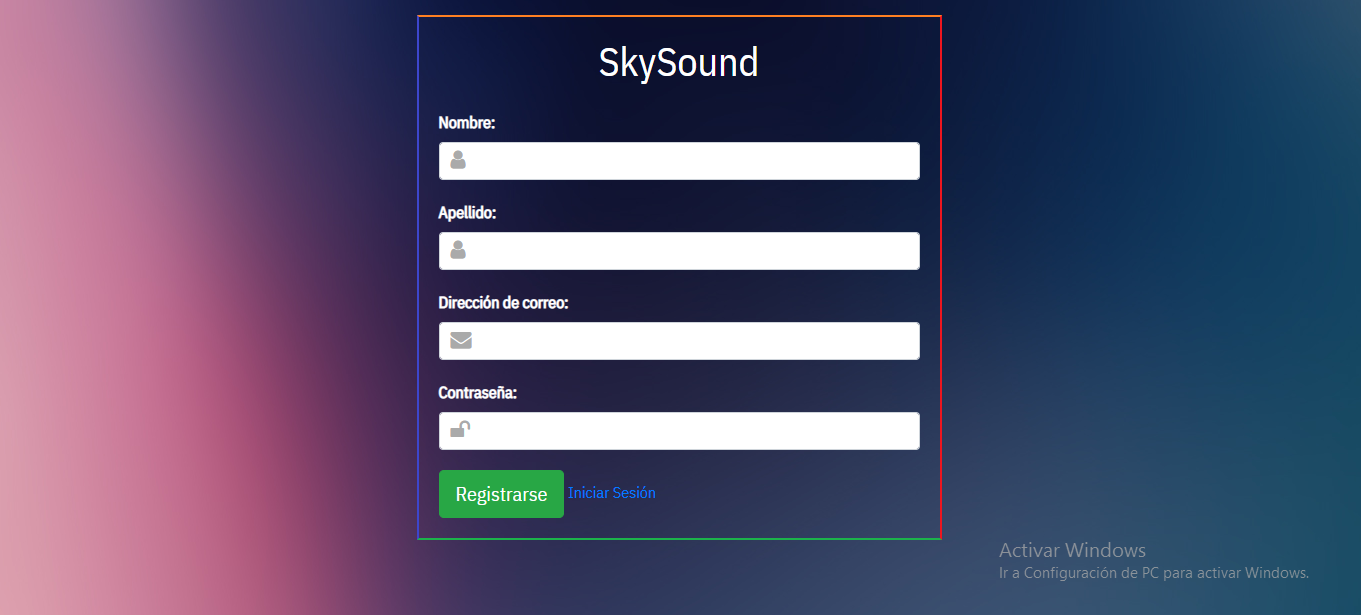 SkySound
Nombre:
Apellido:
Dirección de correo:
Contraseña:
Registrarse Iniciar Sesión
Activar Windows
Ir a Configuración de PC para activar Windows.